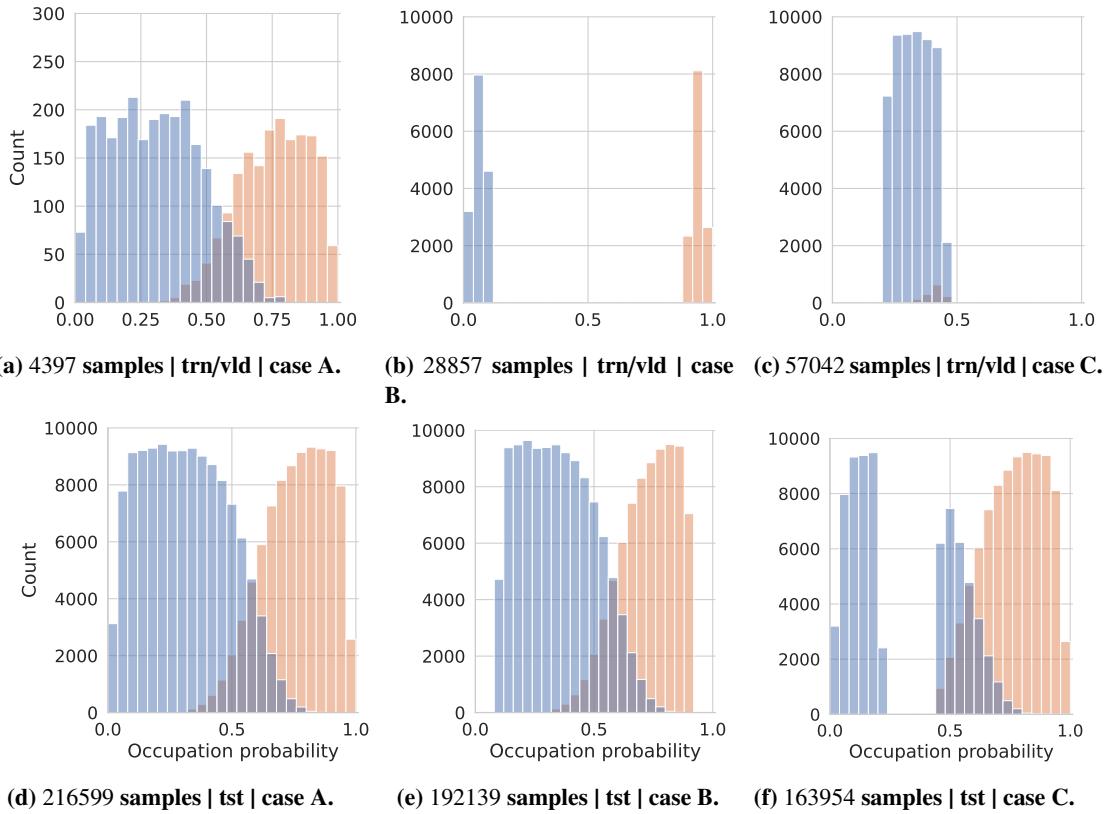 300
250
200
150
100
50
0
Count
0.00 0.25 0.50 0.75 1.00
10000
8000
6000
4000
2000
0
0.0 0.5 1.0
10000
8000
6000
4000
2000
0
0.0 0.5 1.0
(a) 4397 samples | trn/vld | case A.
(b) 28857 samples | trn/vld | case
B.
(c) 57042 samples | trn/vld | case C.
10000
8000
6000
4000
2000
0
Count
0.0 0.5 1.0
Occupation probability
10000
8000
6000
4000
2000
0
0.0 0.5 1.0
Occupation probability
10000
8000
6000
4000
2000
0
0.0 0.5 1.0
Occupation probability
(d) 216599 samples | tst | case A.
(e) 192139 samples | tst | case B.
(f) 163954 samples | tst | case C.